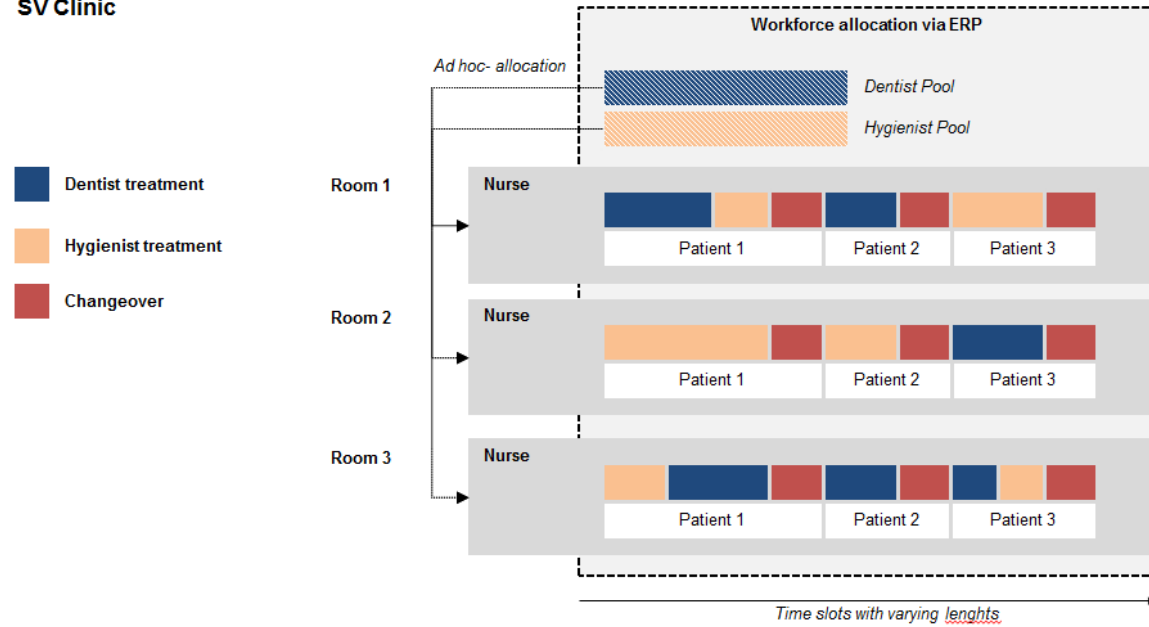 SV Clinic
Workforce allocation via ERP
Ad hoc- allocation
Dentist Pool
Hygienist Pool
Dentist treatment
Hygienist treatment
Changeover
Room 1
Nurse
Patient 1
Patient 2
Patient 3
Room 2
Nurse
Patient 1
Patient 2
Patient 3
Room 3
Nurse
Patient 1
Patient 2
Patient 3
Time slots with varying lenghts